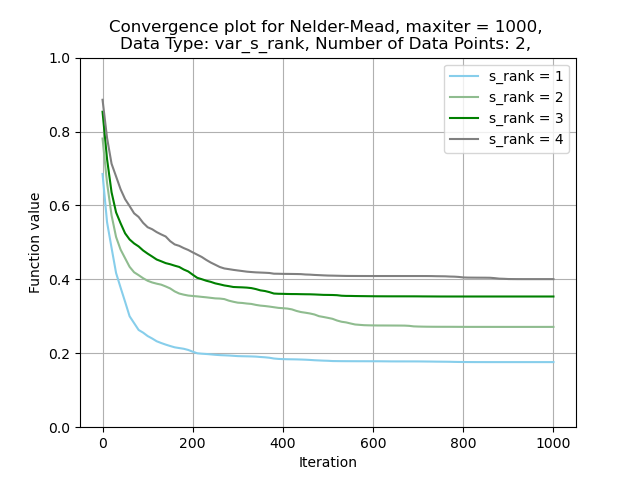 Convergence plot for Nelder-Mead, maxiter = 1000,
Data Type: var_s_rank, Number of Data Points: 2,
1.0
0.8
0.6
0.4
0.2
0.0
Function value
s_rank = 1
s_rank = 2
s_rank = 3
s_rank = 4
0 200 400 600 800 1000
Iteration